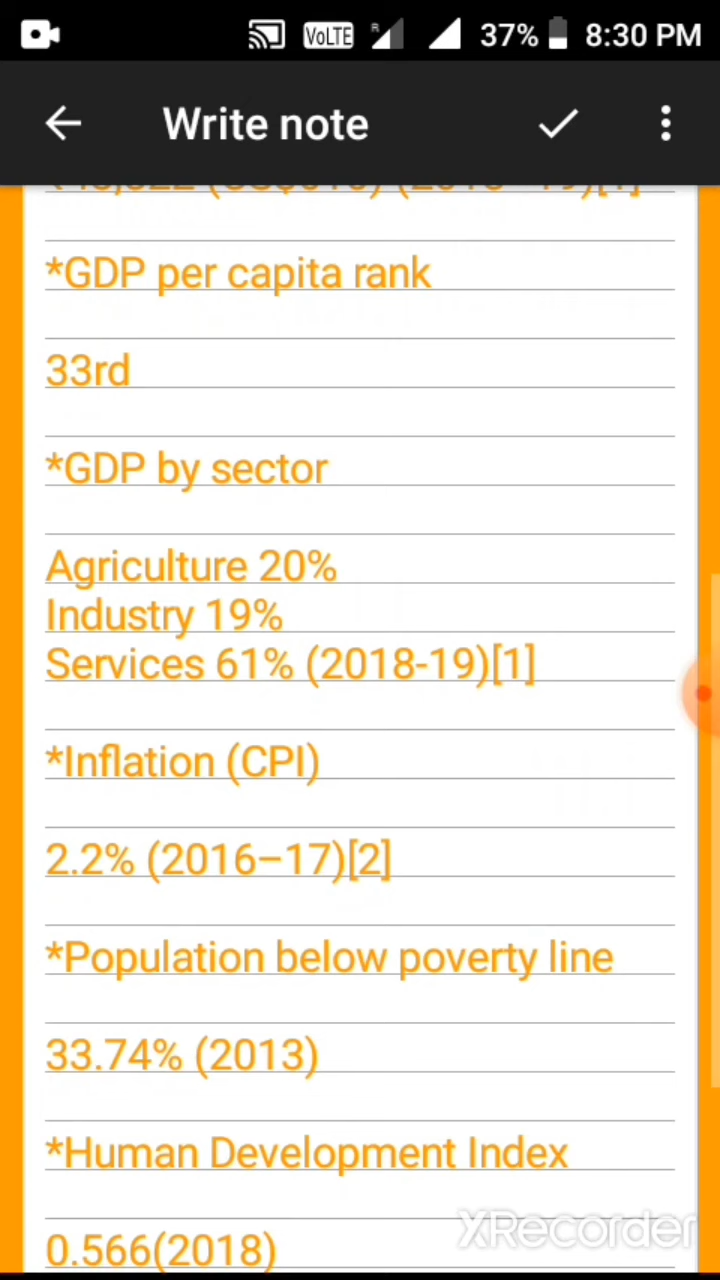 VoLTE R 37% 8:30 PM
Write note
*GDP per capita rank
33rd
*GDP by sector
Agriculture 20%
Industry 19%
Services 61% (2018-19)[1]
*Inflation (CPI)
2.2% (2016–17)[2]
*Population below poverty line
33.74% (2013)
*Human Development Index
0.566(2018)
XRecorder